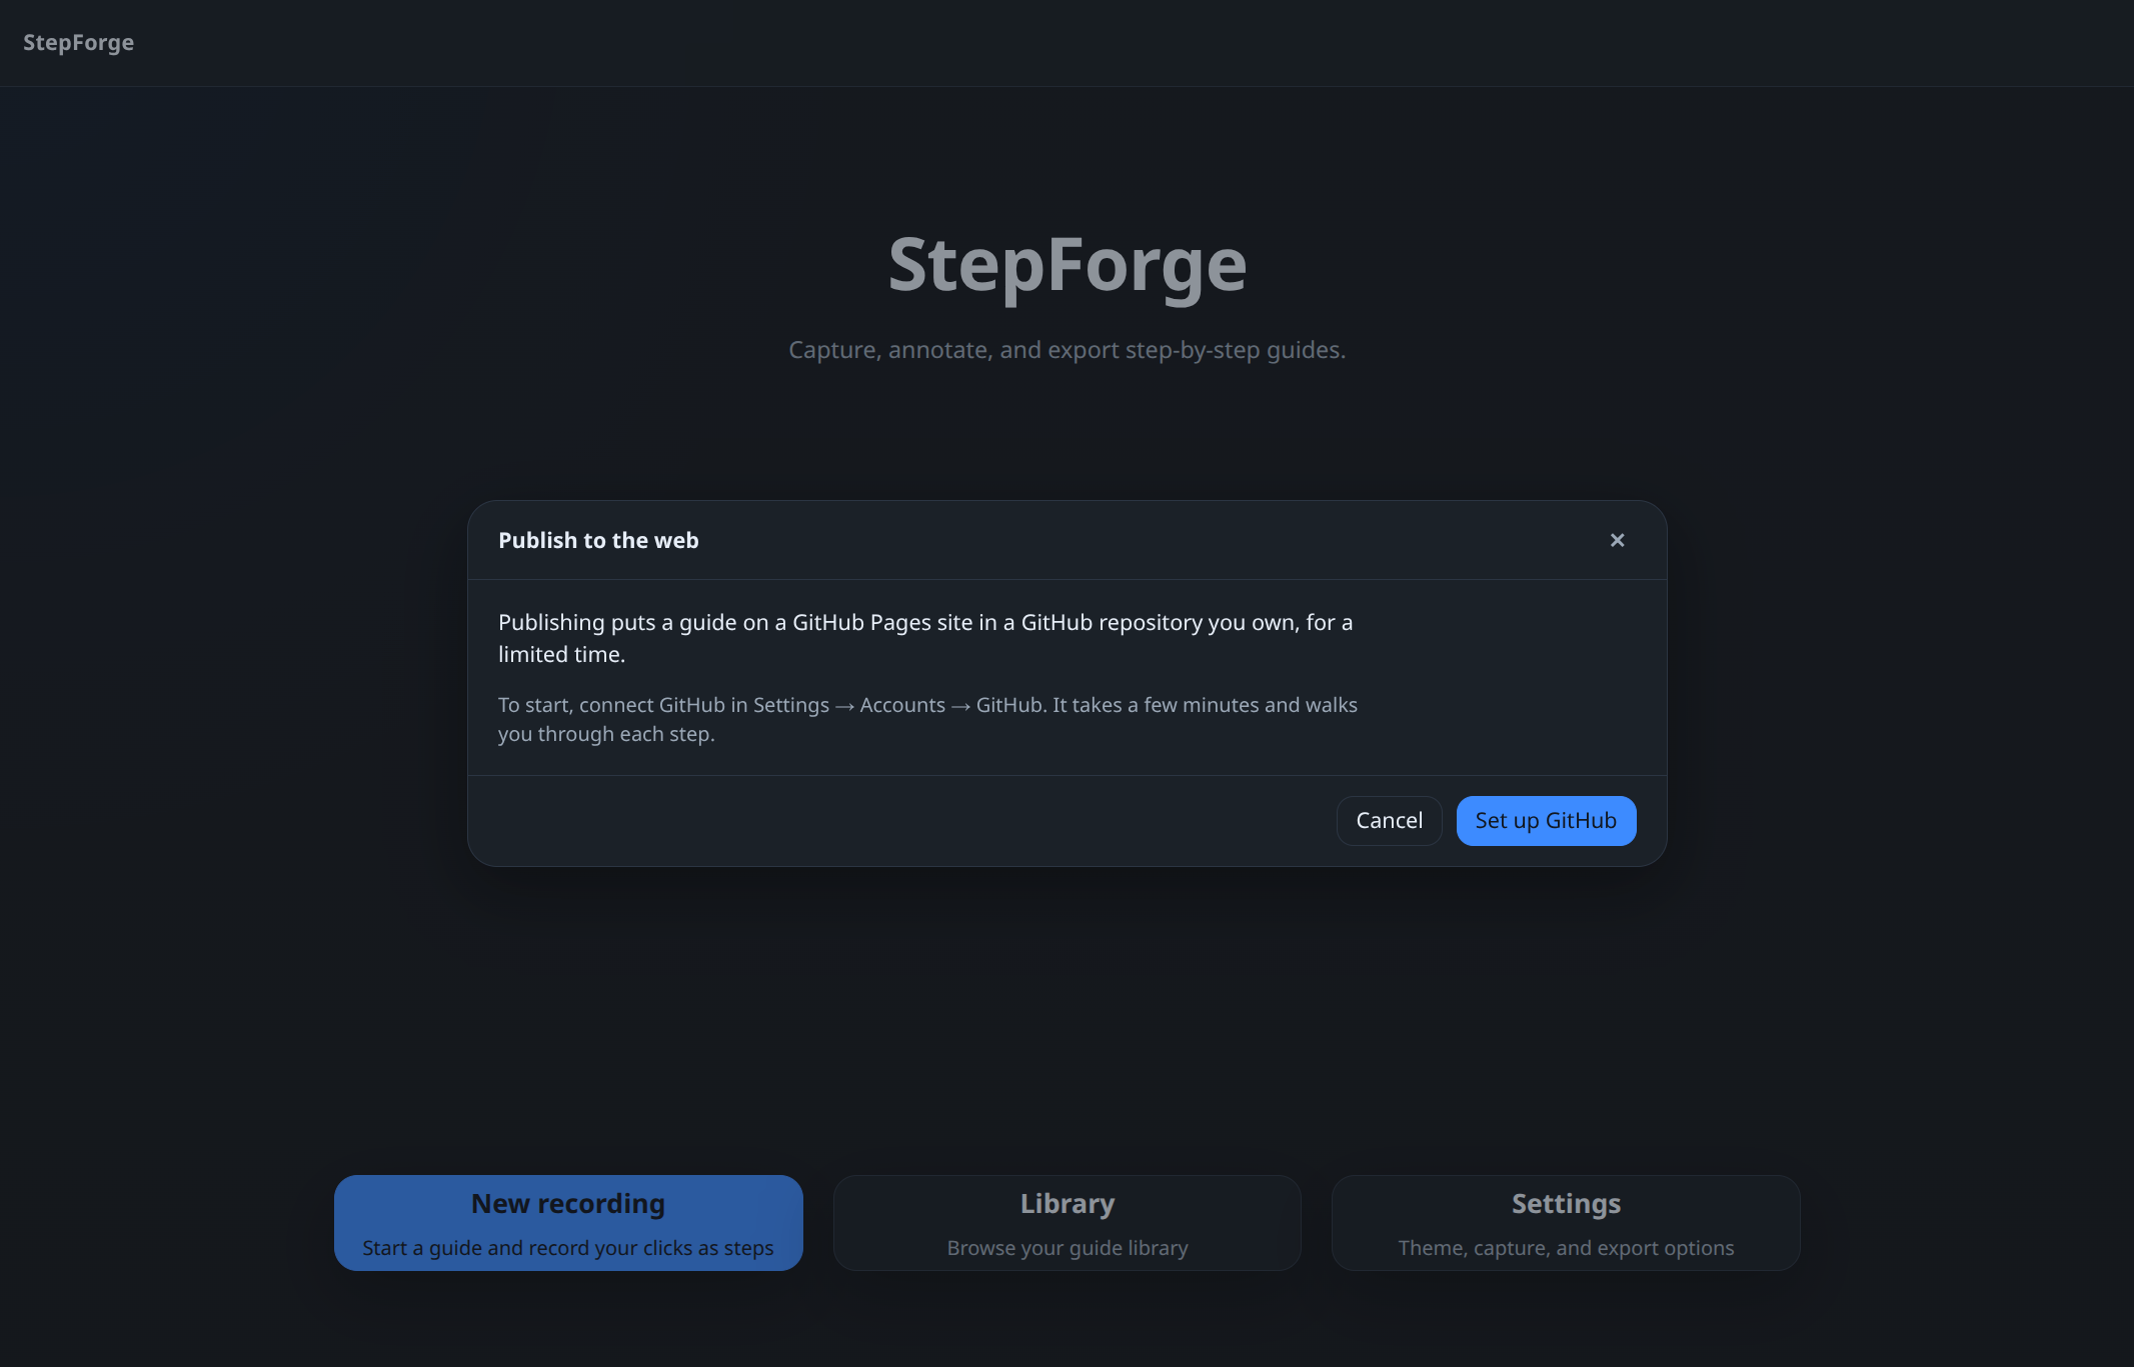 StepForge
StepForge
Capture, annotate, and export step-by-step guides.
Publish to the web
✕
Publishing puts a guide on a GitHub Pages site in a GitHub repository you own, for a
limited time.
To start, connect GitHub in Settings → Accounts → GitHub. It takes a few minutes and walks
you through each step.
Cancel
Set up GitHub
New recording
Start a guide and record your clicks as steps
Library
Browse your guide library
Settings
Theme, capture, and export options